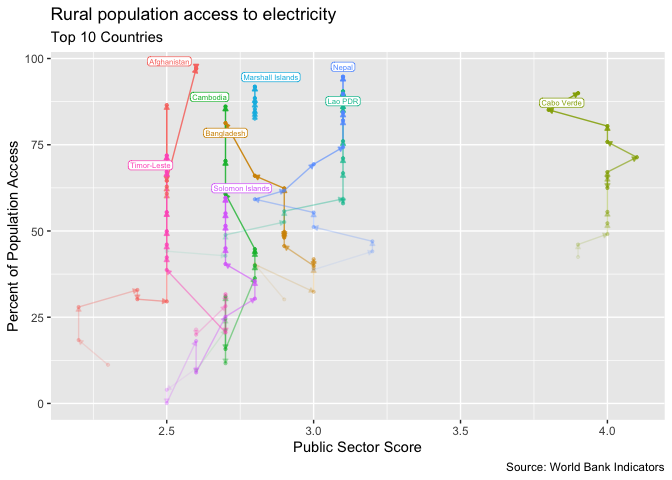 Rural population access to electricity
Top 10 Countries
100
75
50
25
0
Percent of Population Access
Afghanistan
Nepal
Marshall Islands
Cambodia
Lao PDR
Cabo Verde
Bangladesh
Timor-Leste
Solomon Islands
2.5
3.0
3.5
4.0
Public Sector Score
Source: World Bank Indicators